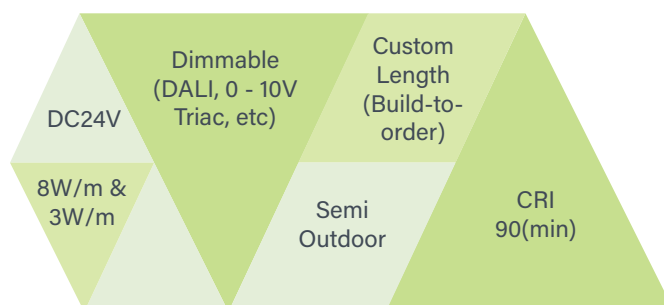 DC24V
8W/m &
3W/m
Dimmable
(DALI, 0 - 10V
Triac, etc)
Custom
Length
(Build-to-
order)
Semi
Outdoor
CRI
90(min)